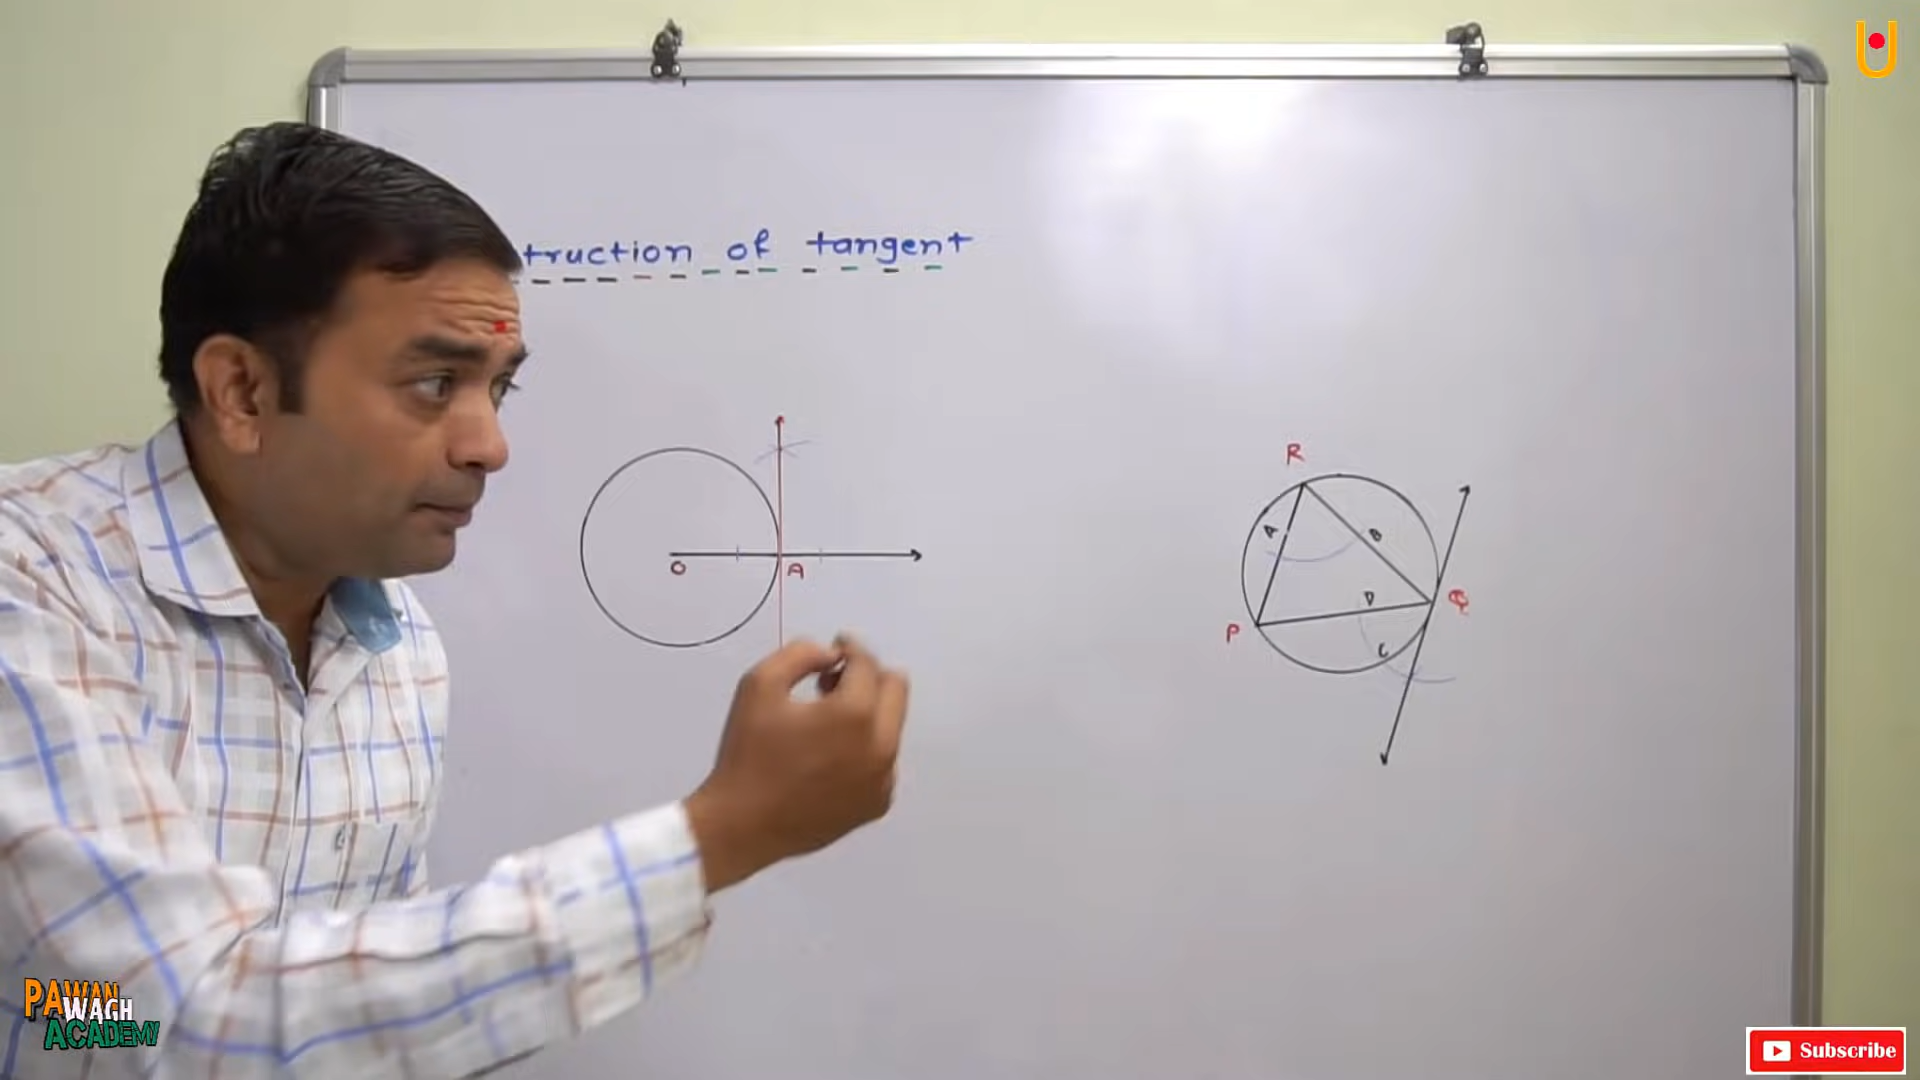 truction of tangent
R
A
B
O
A
D
Q
P
C
PAWAN
WAGH
ACADEMY
Subscribe